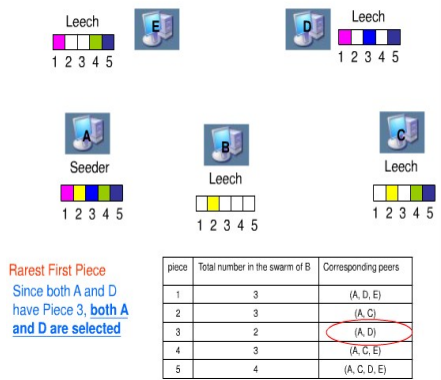 Leech
E
1 2 3 4 5
Leech
D
1 2 3 4 5
A
Seeder
1 2 3 4 5
B
Leech
1 2 3 4 5
C
Leech
1 2 3 4 5
Rarest First Piece
Since both A and D
have Piece 3, both A
and D are selected
piece Total number in the swarm of B Corresponding peers
1 3 (A, D, E)
2 3 (A, C)
3 2 (A, D)
4 3 (A, C, E)
5 4 (A, C, D, E)